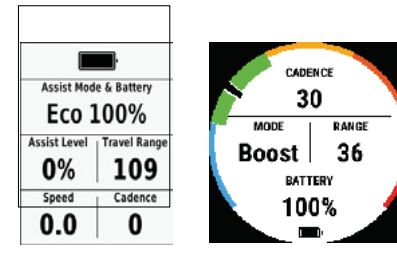 Assist Mode & Battery
Eco 100%
Assist Level Travel Range
0% 109
Speed Cadence
0.0 0
CADENCE
30
MODE RANGE
Boost 36
BATTERY
100%